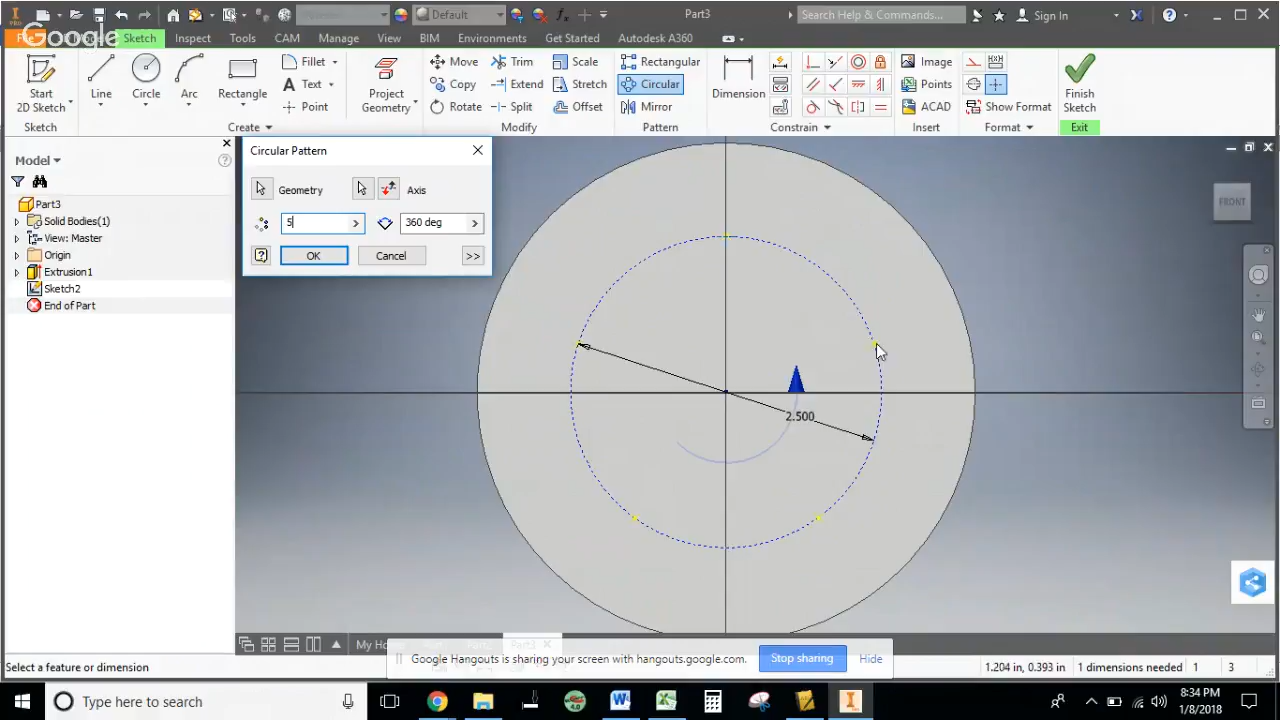 Default
Part3
Search Help & Commands...
Sign In
Google
Sketch
Inspect
Tools
CAM
Manage
View
BIM
Environments
Get Started
Autodesk A360
Start
2D Sketch
Line
Circle
Arc
Rectangle
Fillet
Text
Point
Project
Geometry
Move
Copy
Rotate
Trim
Extend
Split
Scale
Stretch
Offset
Rectangular
Circular
Mirror
Dimension
Image
Points
ACAD
Show Format
Finish
Sketch
Sketch
Create
Modify
Pattern
Constrain
Insert
Format
Exit
Model
Part3
Solid Bodies(1)
View: Master
Origin
Extrusion1
Sketch2
End of Part
Circular Pattern
Geometry
Axis
5
360 deg
OK
Cancel
>>
FRONT
2.500
Google Hangouts is sharing your screen with hangouts.google.com.
Stop sharing
Hide
Select a feature or dimension
1.204 in, 0.393 in
1 dimensions needed
1
3
Type here to search
8:34 PM
1/8/2018